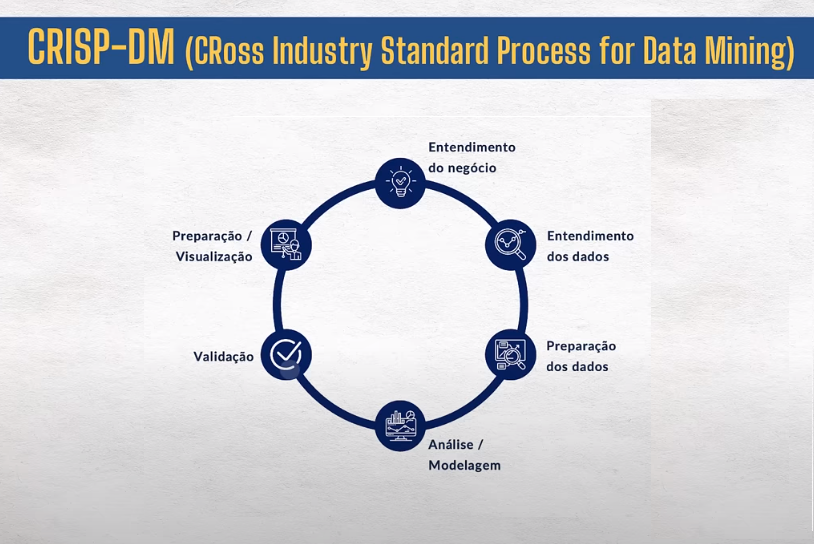 CRISP-DM (CRoss Industry Standard Process for Data Mining)
Entendimento
do negócio
Entendimento
dos dados
Preparação
dos dados
Análise /
Modelagem
Validação
Preparação /
Visualização